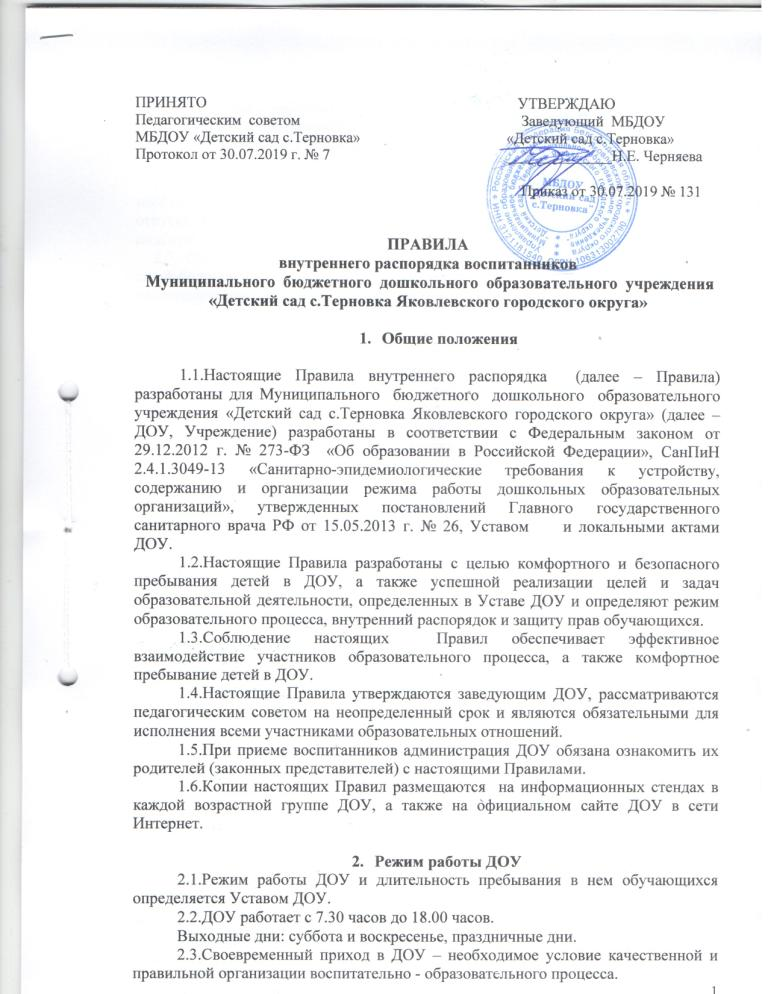 ПРИНЯТО
Педагогическим советом
МБДОУ «Детский сад с.Терновка»
Протокол от 30.07.2019 г. № 7
УТВЕРЖДАЮ
Заведующий МБДОУ
«Детский сад с.Терновка»
Н.Е. Черняева
Приказ от 30.07.2019 № 131
МБДОУ
с.Терновка
ПРАВИЛА
внутреннего распорядка воспитанников
Муниципального бюджетного дошкольного образовательного учреждения
«Детский сад с.Терновка Яковлевского городского округа»
1. Общие положения
1.1.Настоящие Правила внутреннего распорядка (далее – Правила)
разработаны для Муниципального бюджетного дошкольного образовательного
учреждения «Детский сад с.Терновка Яковлевского городского округа» (далее –
ДОУ, Учреждение) разработаны в соответствии с Федеральным законом от
29.12.2012 г. № 273-ФЗ «Об образовании в Российской Федерации», СанПиН
2.4.1.3049-13 «Санитарно-эпидемиологические требования к устройству,
содержанию и организации режима работы дошкольных образовательных
организаций», утвержденных постановлений Главного государственного
санитарного врача РФ от 15.05.2013 г. № 26, Уставом и локальными актами
ДОУ.
1.2.Настоящие Правила разработаны с целью комфортного и безопасного
пребывания детей в ДОУ, а также успешной реализации целей и задач
образовательной деятельности, определенных в Уставе ДОУ и определяют режим
образовательного процесса, внутренний распорядок и защиту прав обучающихся.
1.3.Соблюдение настоящих Правил обеспечивает эффективное
взаимодействие участников образовательного процесса, а также комфортное
пребывание детей в ДОУ.
1.4.Настоящие Правила утверждаются заведующим ДОУ, рассматриваются
педагогическим советом на неопределенный срок и являются обязательными для
исполнения всеми участниками образовательных отношений.
1.5.При приеме воспитанников администрация ДОУ обязана ознакомить их
родителей (законных представителей) с настоящими Правилами.
1.6.Копии настоящих Правил размещаются на информационных стендах в
каждой возрастной группе ДОУ, а также на официальном сайте ДОУ в сети
Интернет.
2. Режим работы ДОУ
2.1.Режим работы ДОУ и длительность пребывания в нем обучающихся
определяется Уставом ДОУ.
2.2.ДОУ работает с 7.30 часов до 18.00 часов.
Выходные дни: суббота и воскресенье, праздничные дни.
2.3.Своевременный приход в ДОУ – необходимое условие качественной и
правильной организации воспитательно - образовательного процесса.
1